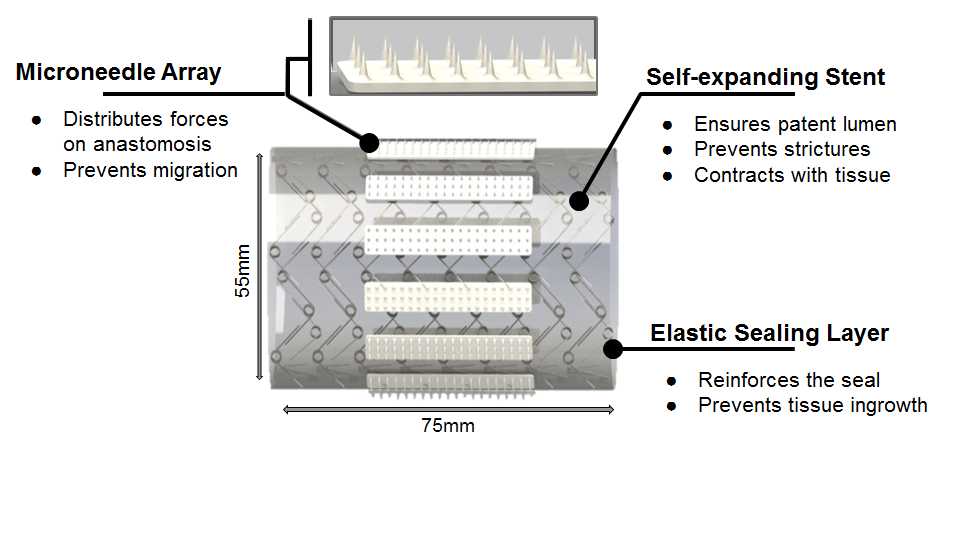 Microneedle Array
● Distributes forces
on anastomosis
● Prevents migration
Self-expanding Stent
● Ensures patent lumen
● Prevents strictures
● Contracts with tissue
55mm
Elastic Sealing Layer
● Reinforces the seal
● Prevents tissue ingrowth
75mm